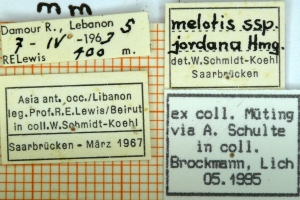 mm
Damour R., Lebanon
3-IV-1963 5
RELewis 400 m.
melotis ssp.
jordana Hmg.
det.W.Schmidt-Koehl
Saarbrücken
Asia ant.occ./Libanon
leg.Prof.R.E.Lewis/Beirut
in coll.W.Schmidt-Koehl
Saarbrücken - März 1967
ex coll. Müting
via A. Schulte
in coll.
Brockmann, Lich
05.1995